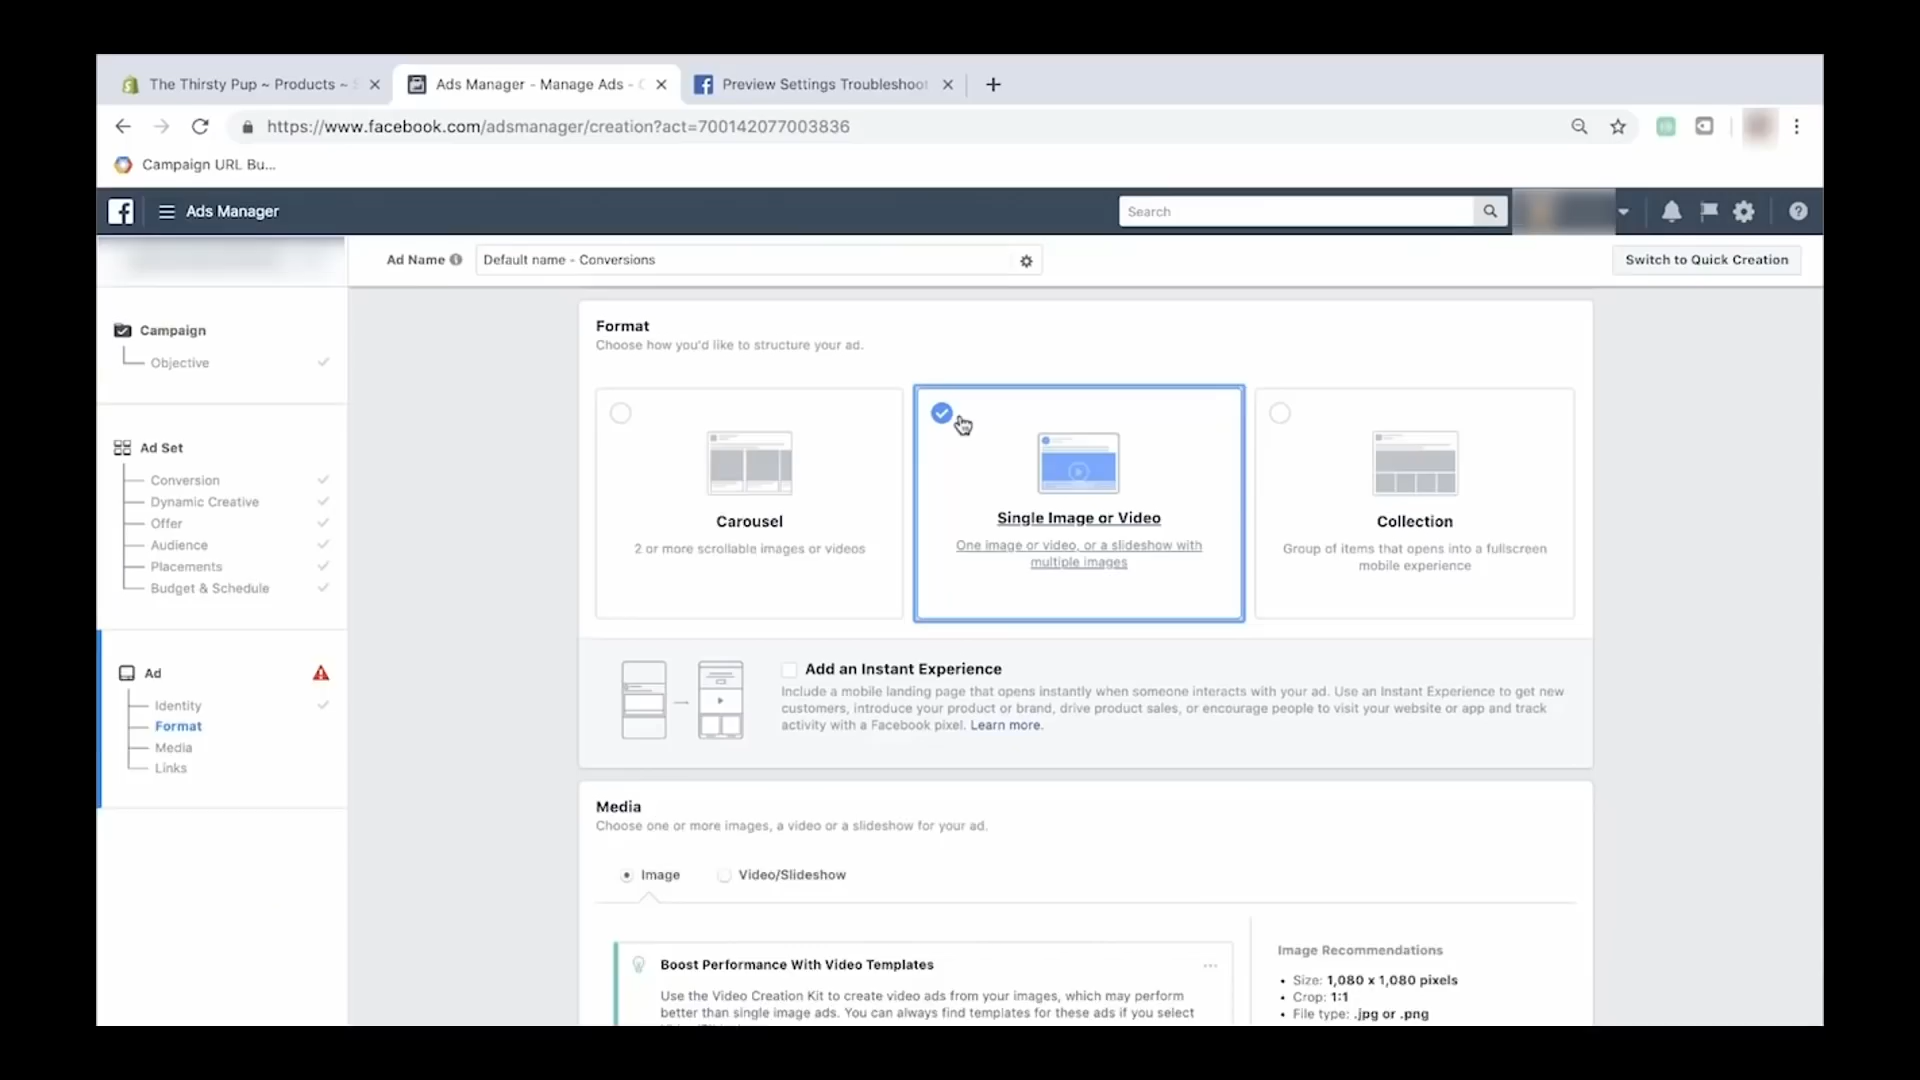 The Thirsty Pup ~ Products ~
Ads Manager - Manage Ads -
Preview Settings Troubleshoot
https://www.facebook.com/adsmanager/creation?act=700142077003836
Campaign URL Bu...
Ads Manager
Search
Ad Name
Default name - Conversions
Switch to Quick Creation
Campaign
Objective
Ad Set
Conversion
Dynamic Creative
Offer
Audience
Placements
Budget & Schedule
Ad
Identity
Format
Media
Links
Format
Choose how you'd like to structure your ad.
Carousel
2 or more scrollable images or videos
Single Image or Video
One image or video, or a slideshow with
multiple images
Collection
Group of items that opens into a fullscreen
mobile experience
Add an Instant Experience
Include a mobile landing page that opens instantly when someone interacts with your ad. Use an Instant Experience to get new
customers, introduce your product or brand, drive product sales, or encourage people to visit your website or app and track
activity with a Facebook pixel. Learn more.
Media
Choose one or more images, a video or a slideshow for your ad.
Image
Video/Slideshow
Boost Performance With Video Templates
Use the Video Creation Kit to create video ads from your images, which may perform
better than single image ads. You can always find templates for these ads if you select
Image Recommendations
• Size: 1,080 x 1,080 pixels
• Crop: 1:1
• File type: .jpg or .png